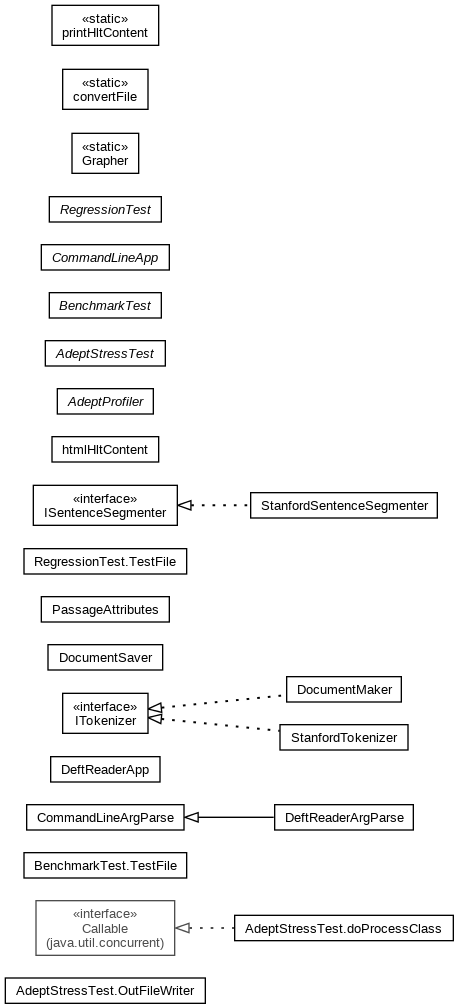 «static»
printHltContent
«static»
convertFile
«static»
Grapher
RegressionTest
CommandLineApp
BenchmarkTest
AdeptStressTest
AdeptProfiler
htmlHltContent
«interface»
ISentenceSegmenter
StanfordSentenceSegmenter
RegressionTest.TestFile
PassageAttributes
DocumentSaver
«interface»
ITokenizer
DocumentMaker
StanfordTokenizer
DeftReaderApp
CommandLineArgParse
DeftReaderArgParse
BenchmarkTest.TestFile
«interface»
Callable
(java.util.concurrent)
AdeptStressTest.doProcessClass
AdeptStressTest.OutFileWriter